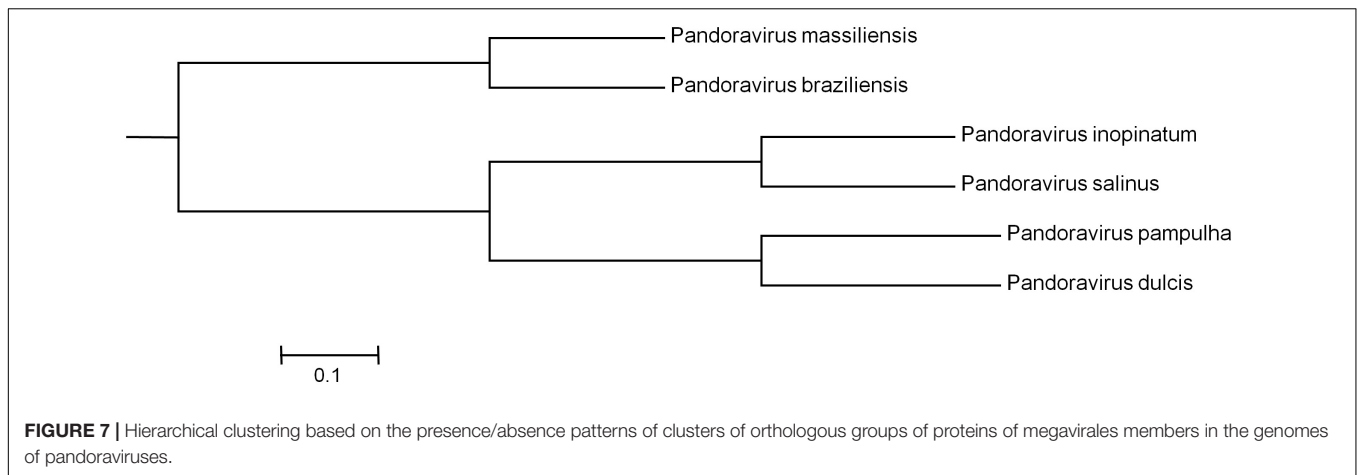 Pandoravirus massiliensis
Pandoravirus braziliensis
Pandoravirus inopinatum
Pandoravirus salinus
Pandoravirus pampulha
Pandoravirus dulcis
0.1
FIGURE 7 | Hierarchical clustering based on the presence/absence patterns of clusters of orthologous groups of proteins of megavirales members in the genomes
of pandoraviruses.